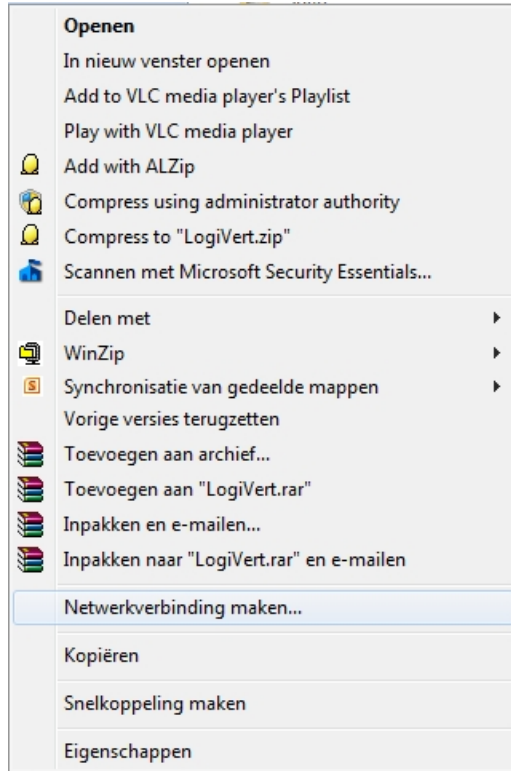 Openen
In nieuw venster openen
Add to VLC media player's Playlist
Play with VLC media player
Add with ALZip
Compress using administrator authority
Compress to "LogiVert.zip"
Scannen met Microsoft Security Essentials...
Delen met
WinZip
Synchronisatie van gedeelde mappen
Vorige versies terugzetten
Toevoegen aan archief...
Toevoegen aan "LogiVert.rar"
Inpakken en e-mailen...
Inpakken naar "LogiVert.rar" en e-mailen
Netwerkverbinding maken...
Kopiëren
Snelkoppeling maken
Eigenschappen